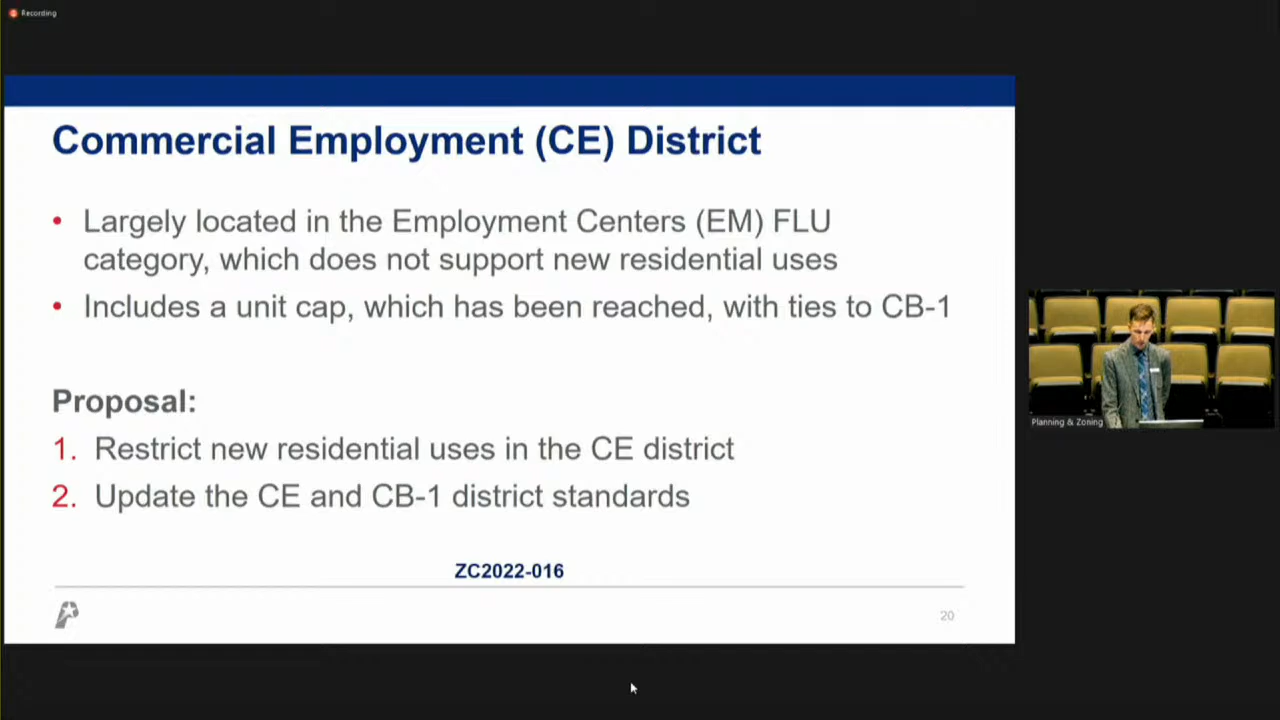 Recording
Commercial Employment (CE) District
• Largely located in the Employment Centers (EM) FLU
category, which does not support new residential uses
• Includes a unit cap, which has been reached, with ties to CB-1
Proposal:
1. Restrict new residential uses in the CE district
2. Update the CE and CB-1 district standards
ZC2022-016
20
Planning & Zoning